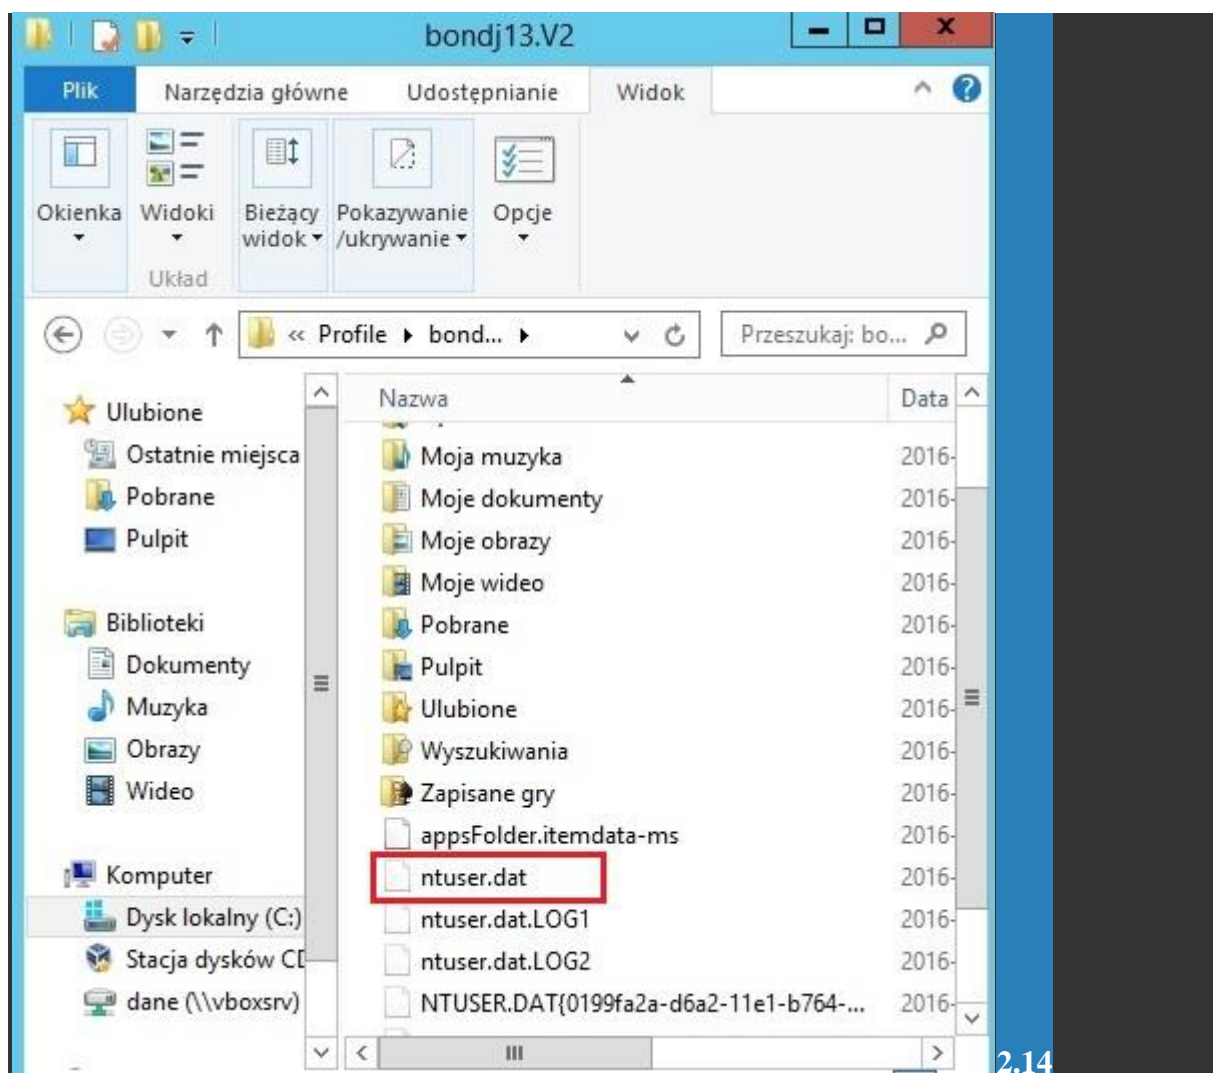 bondj13.V2
Plik Narzędzia główne Udostępnianie Widok
Okienka Widoki Bieżący widok Pokazywanie /ukrywanie Opcje
Układ
« Profile bond... Przeszukaj: bo...
Ulubione
Ostatnie miejsca
Pobrane
Pulpit
Biblioteki
Dokumenty
Muzyka
Obrazy
Wideo
Komputer
Dysk lokalny (C:)
Stacja dysków CD
dane (\\vboxsrv)
Nazwa Data
Moja muzyka 2016-
Moje dokumenty 2016-
Moje obrazy 2016-
Moje wideo 2016-
Pobrane 2016-
Pulpit 2016-
Ulubione 2016-
Wyszukiwania 2016-
Zapisane gry 2016-
appsFolder.itemdata-ms 2016-
ntuser.dat 2016-
ntuser.dat.LOG1 2016-
ntuser.dat.LOG2 2016-
NTUSER.DAT{0199fa2a-d6a2-11e1-b764-... 2016-
2.14